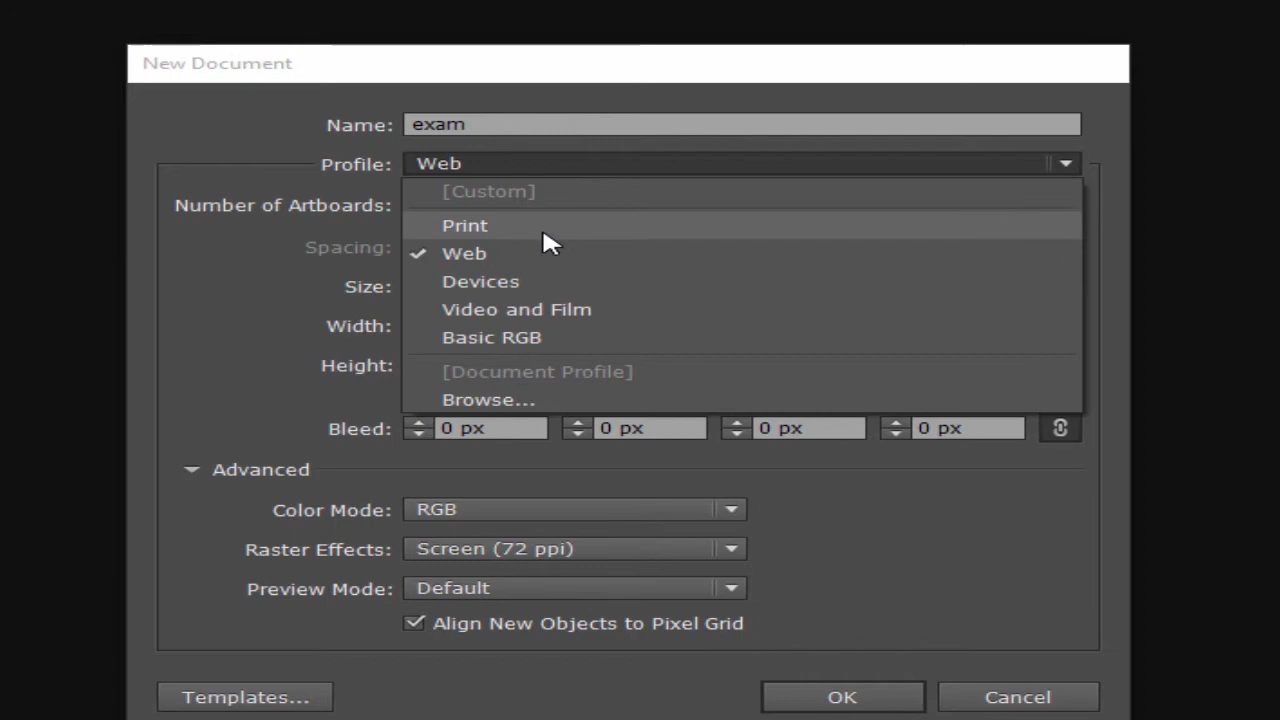 New Document
Name: exam
Profile: Web
[Custom]
Number of Artboards:
Print
Spacing:
Web
Size:
Devices
Width:
Video and Film
Basic RGB
Height:
[Document Profile]
Browse...
Bleed: 0 px 0 px 0 px 0 px
Advanced
Color Mode: RGB
Raster Effects: Screen (72 ppi)
Preview Mode: Default
Align New Objects to Pixel Grid
Templates... OK Cancel